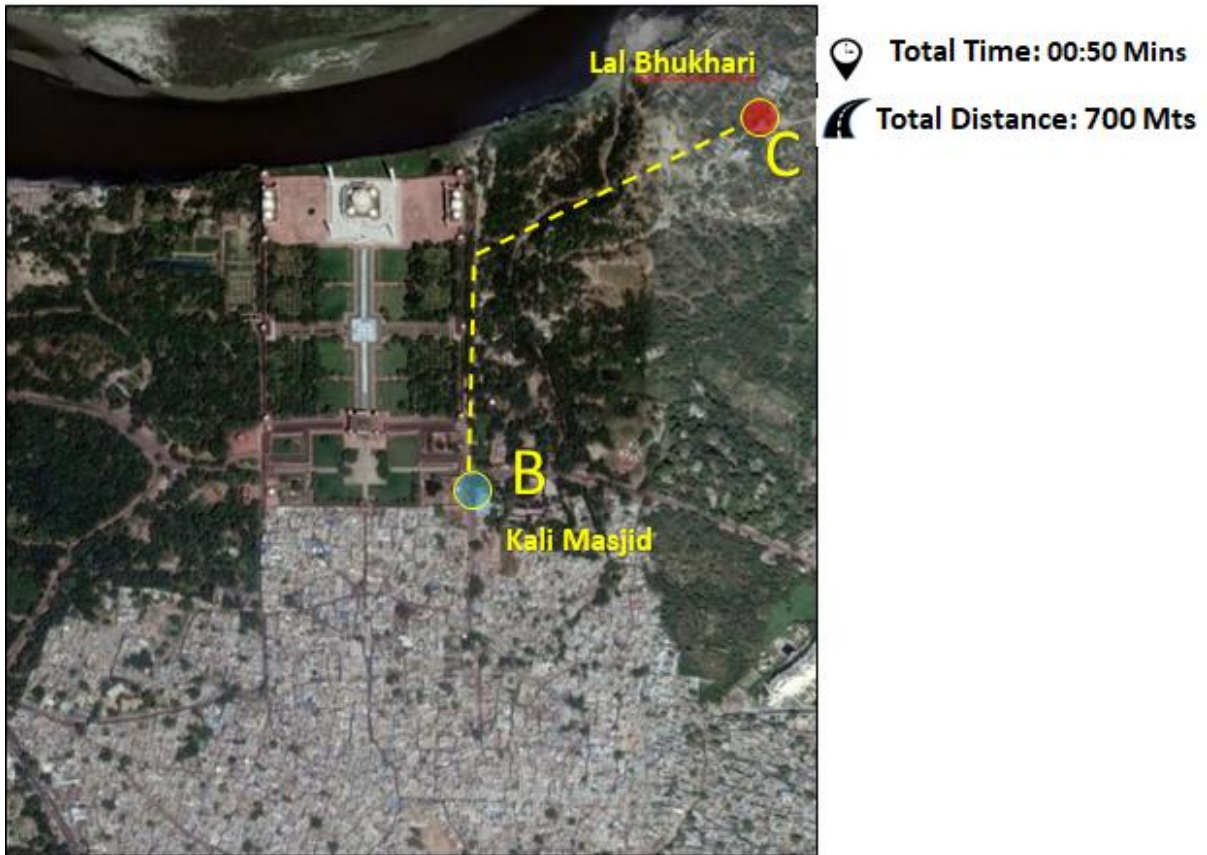 Lal Bhukhari
C
B
Kali Masjid
Total Time: 00:50 Mins
Total Distance: 700 Mts